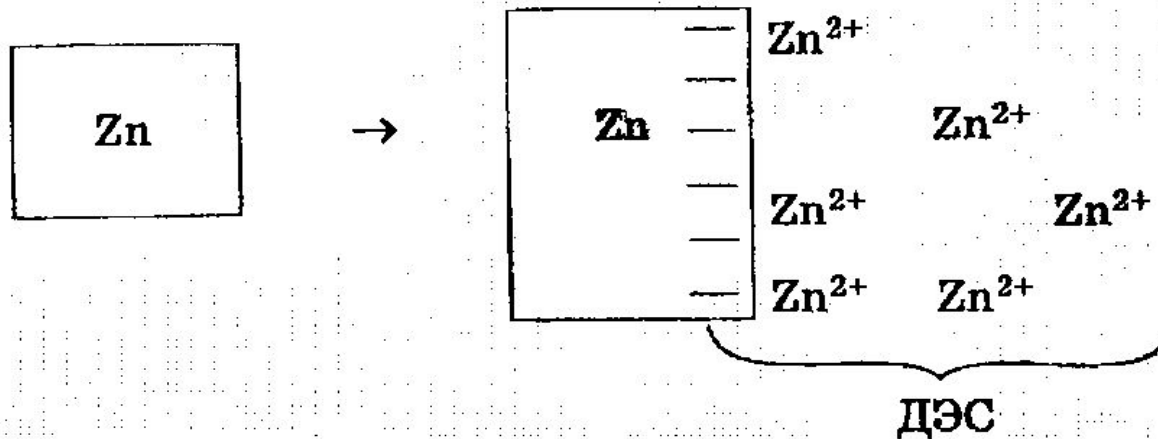 Zn²⁺
Zn → Zn Zn²⁺
Zn²⁺ Zn²⁺
Zn²⁺ Zn²⁺
ДЭС